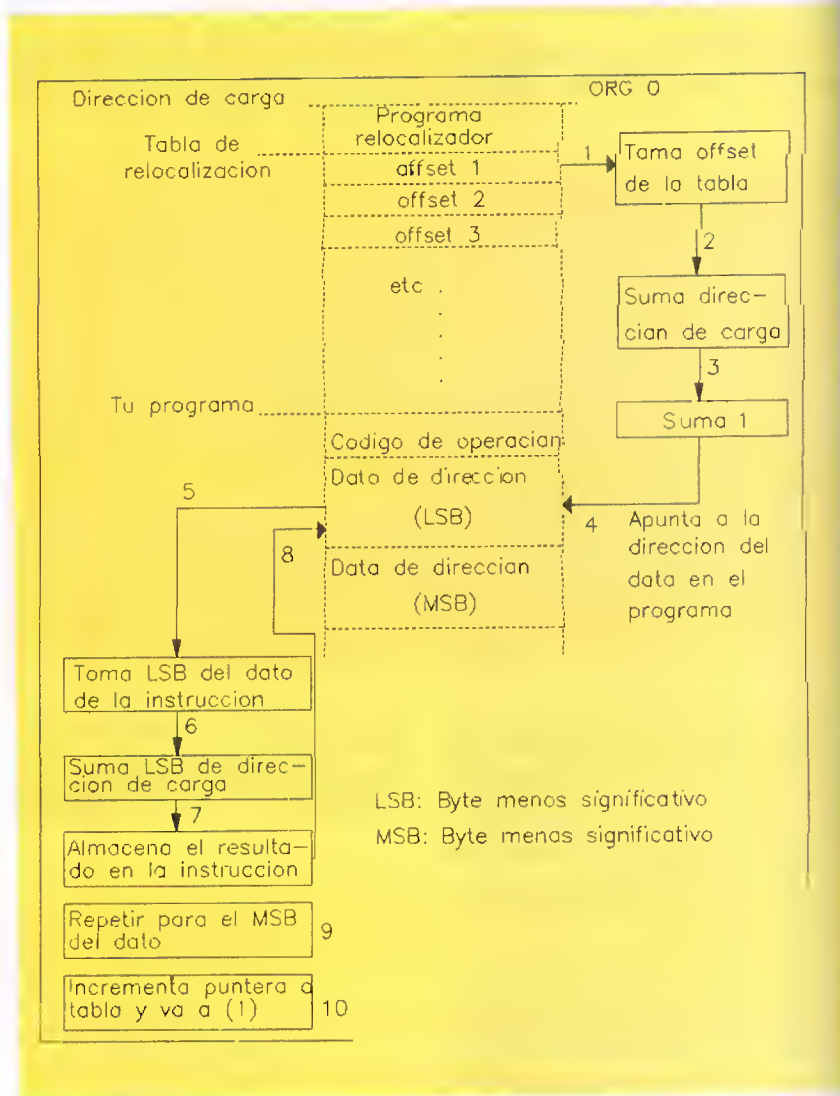 Direccion de carga
ORG 0
Programa
relocalizador
Tabla de
relocalizacion
offset 1
offset 2
offset 3
etc .
.
.
.
.
1
Toma offset
de la tabla
2
Suma direc–
cion de carga
3
Suma 1
Tu programa
Codigo de operacion
Dato de direccion
(LSB)
Dato de direccion
(MSB)
4
Apunta a la
direccion del
data en el
programa
5
8
Toma LSB del dato
de la instruccion
6
Suma LSB de direc–
cion de carga
7
Almacena el resulta–
do en la instruccion
Repetir para el MSB
del dato
9
Incrementa puntero a
tabla y va a (1)
10
LSB: Byte menos significativo
MSB: Byte menos significativo